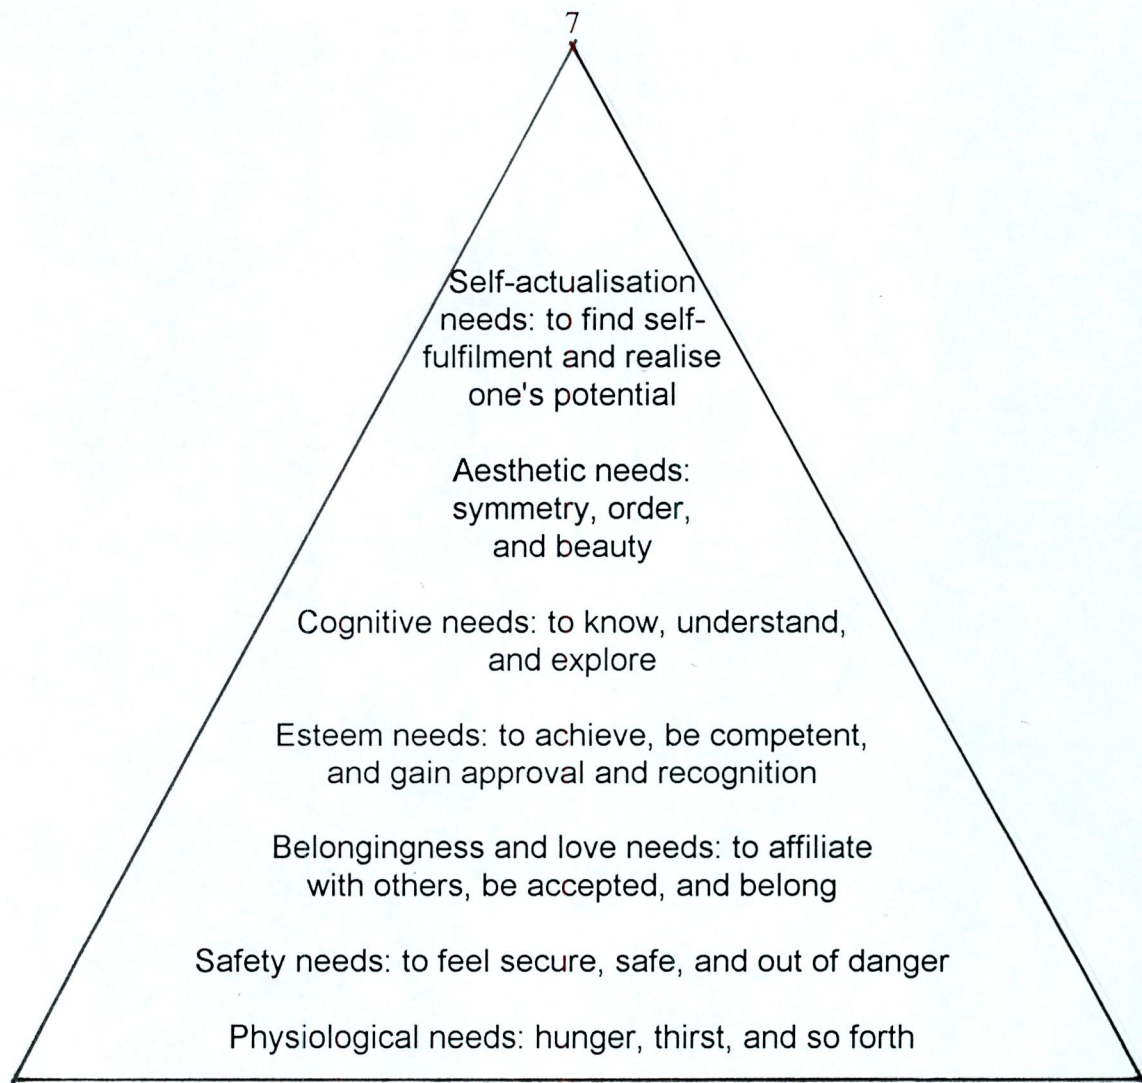 7
Self-actualisation
needs: to find self-
fulfilment and realise
one's potential
Aesthetic needs:
symmetry, order,
and beauty
Cognitive needs: to know, understand,
and explore
Esteem needs: to achieve, be competent,
and gain approval and recognition
Belongingness and love needs: to affiliate
with others, be accepted, and belong
Safety needs: to feel secure, safe, and out of danger
Physiological needs: hunger, thirst, and so forth